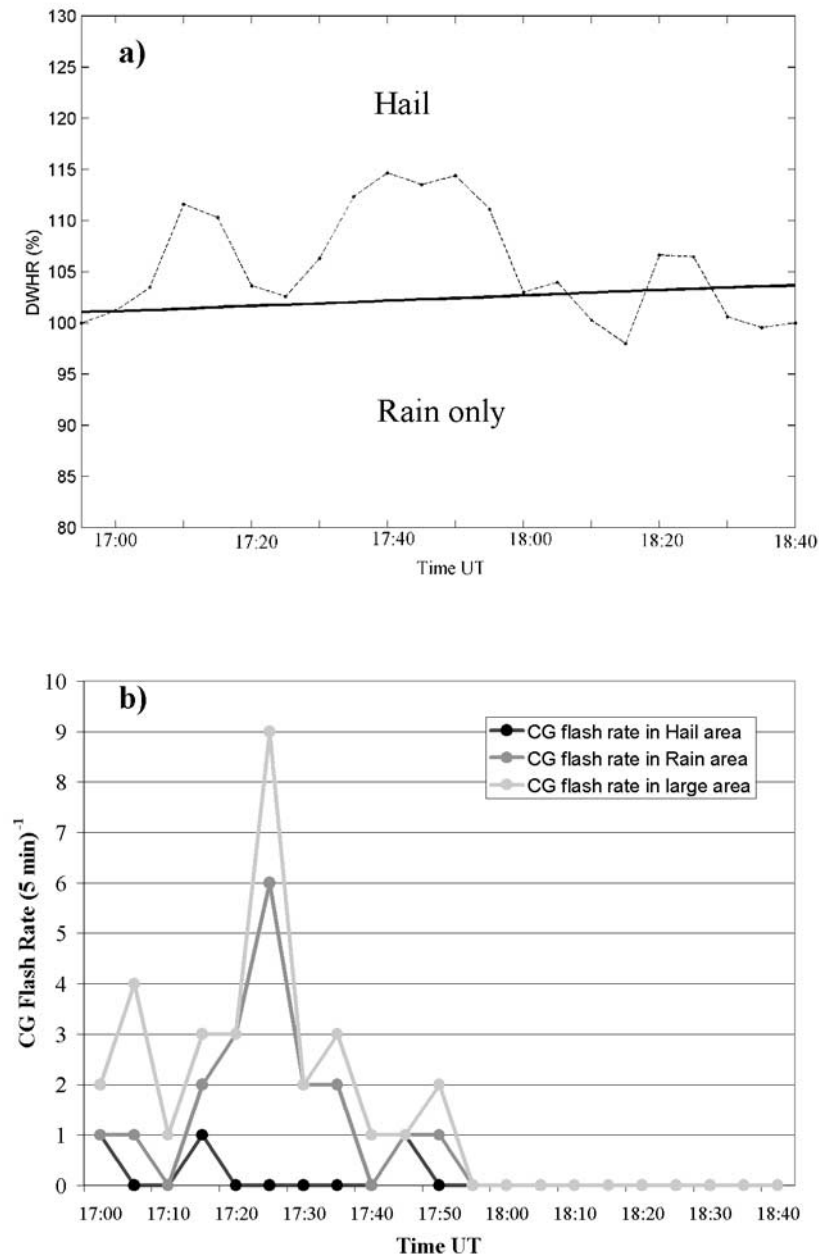 a)
130
125
120
115
110
105
100
95
90
85
80
DWHR (%)
Hail
Rain only
17:00 17:20 17:40 18:00 18:20 18:40
Time UT
b)
10
9
8
7
6
5
4
3
2
1
0
CG Flash Rate (5 min)⁻¹
CG flash rate in Hail area
CG flash rate in Rain area
CG flash rate in large area
17:00 17:10 17:20 17:30 17:40 17:50 18:00 18:10 18:20 18:30 18:40
Time UT